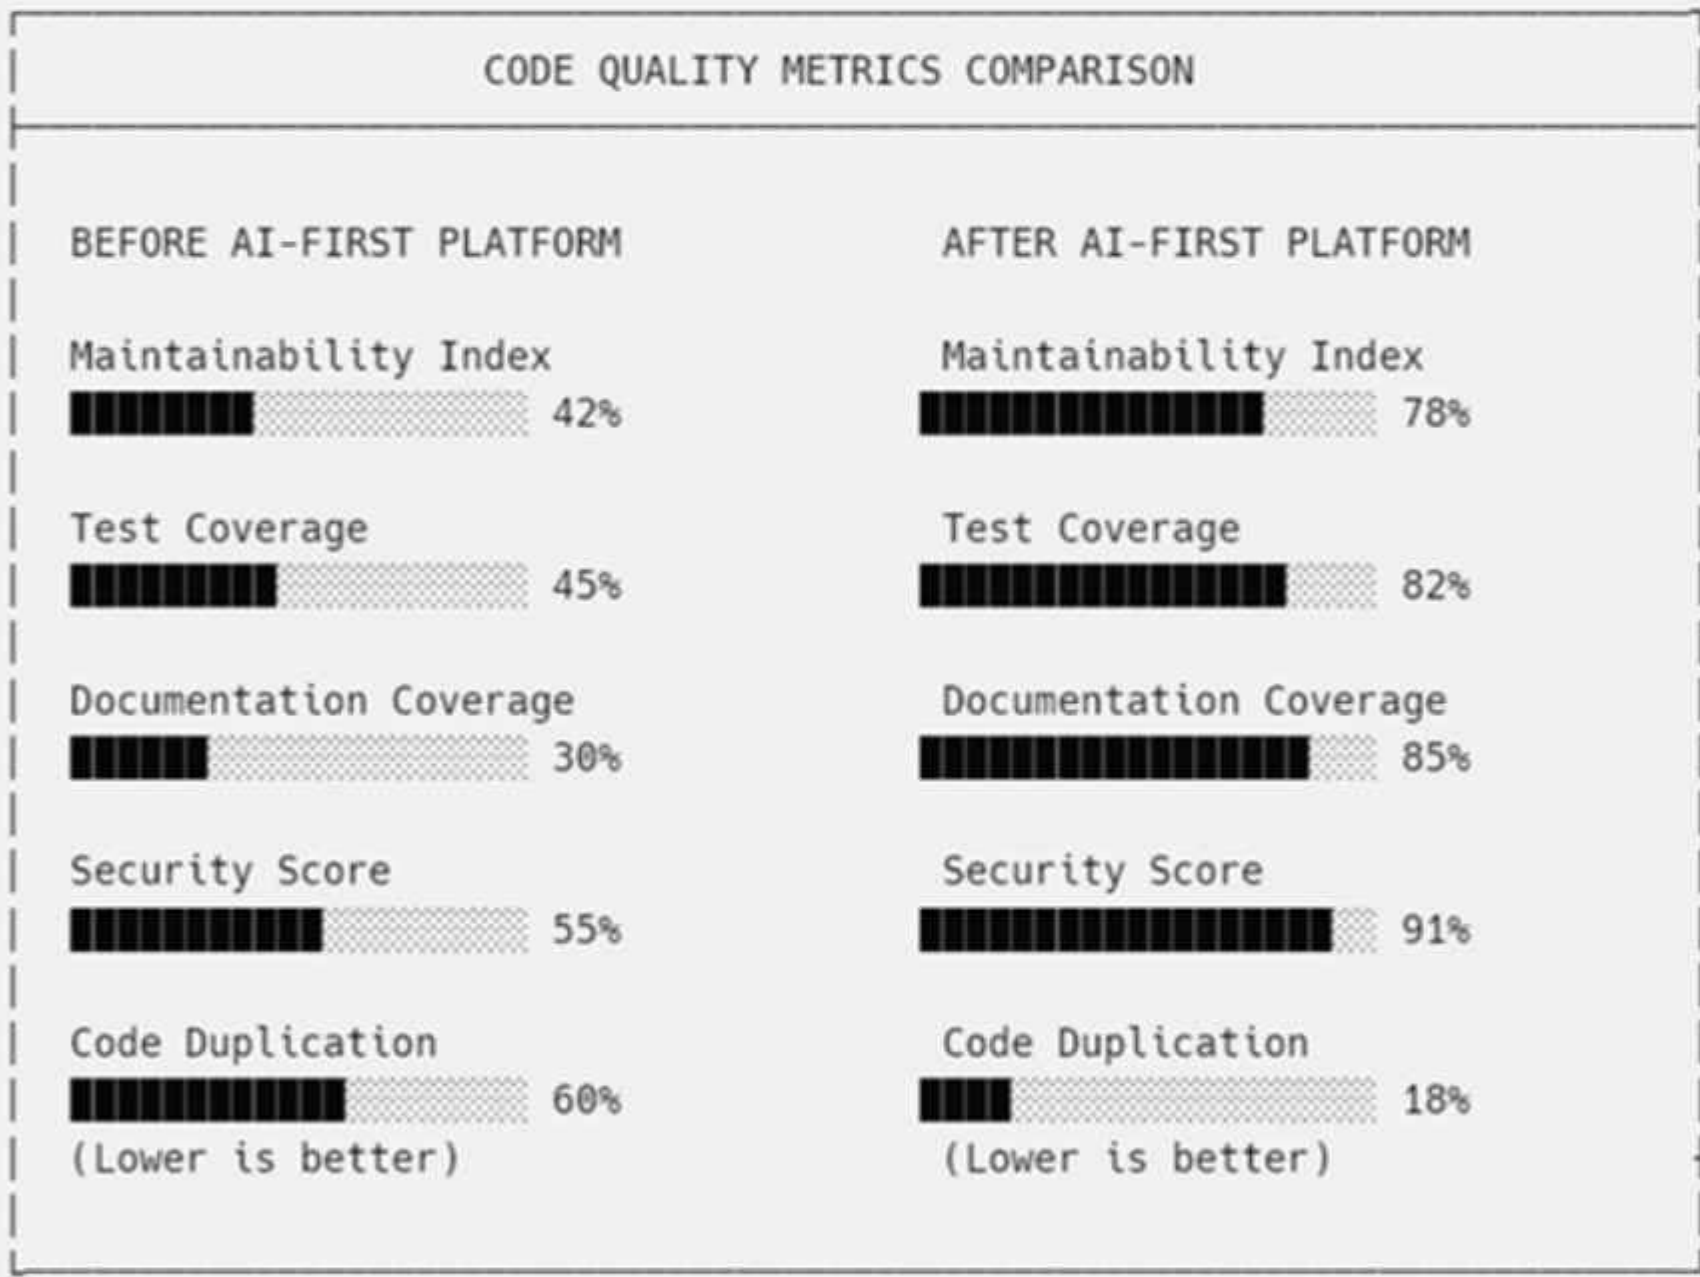 CODE QUALITY METRICS COMPARISON
BEFORE AI-FIRST PLATFORM AFTER AI-FIRST PLATFORM
Maintainability Index Maintainability Index
42% 78%
Test Coverage Test Coverage
45% 82%
Documentation Coverage Documentation Coverage
30% 85%
Security Score Security Score
55% 91%
Code Duplication Code Duplication
60% 18%
(Lower is better) (Lower is better)